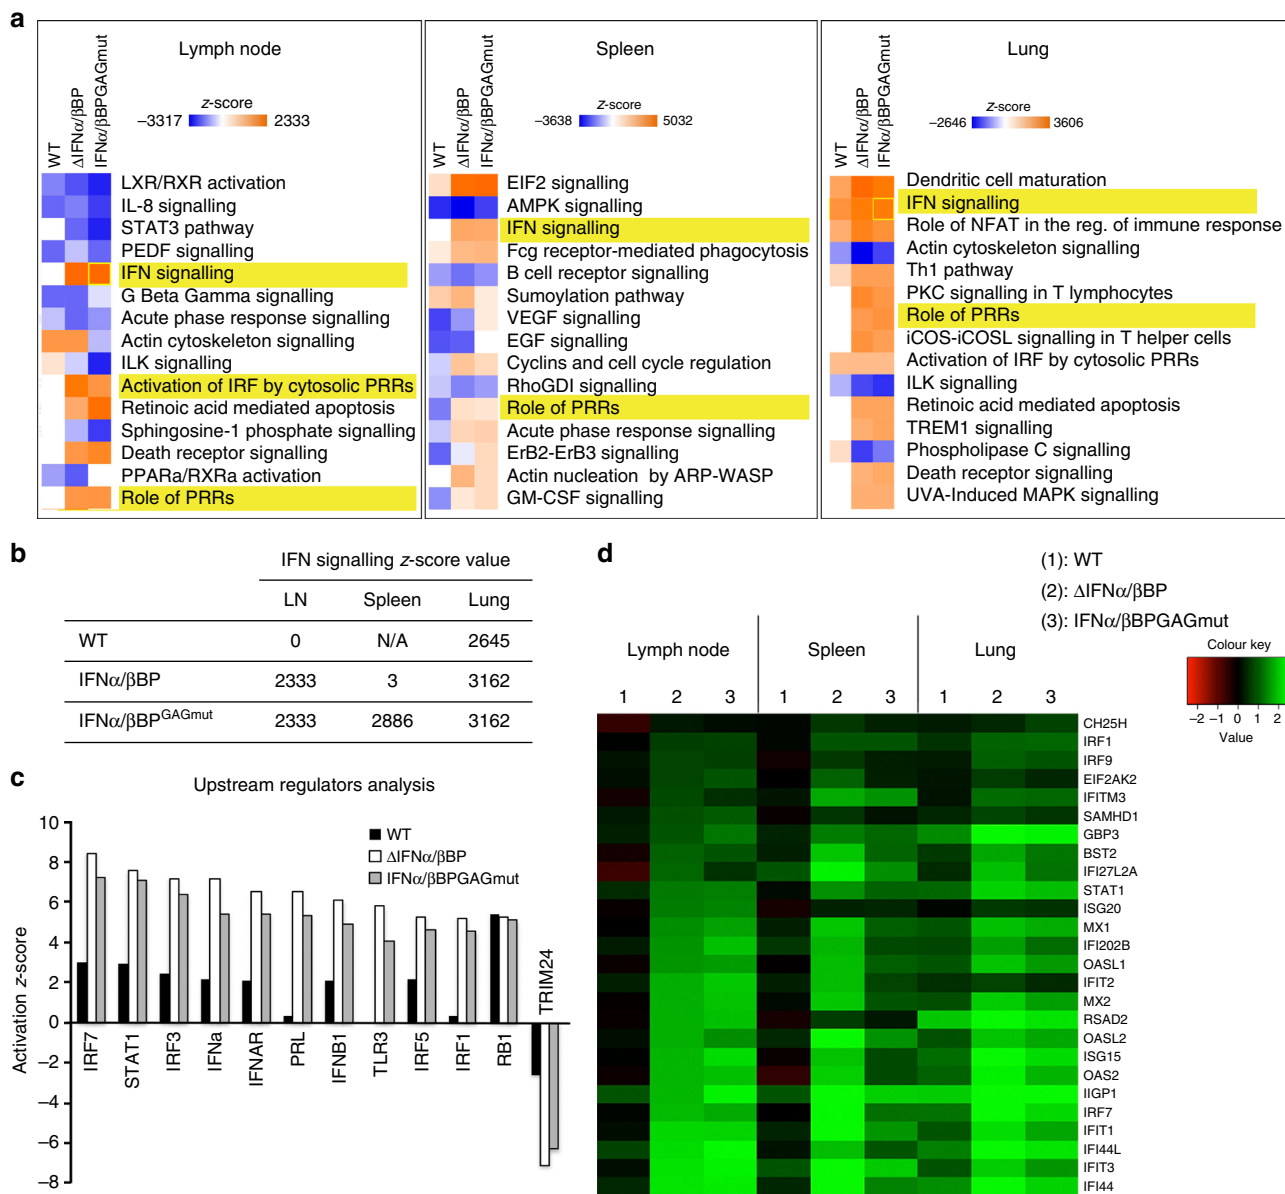 a
Lymph node
z-score
–3317 2333
WT
ΔIFNα/βBP
IFNα/βBPGAGmut
LXR/RXR activation
IL-8 signalling
STAT3 pathway
PEDF signalling
IFN signalling
G Beta Gamma signalling
Acute phase response signalling
Actin cytoskeleton signalling
ILK signalling
Activation of IRF by cytosolic PRRs
Retinoic acid mediated apoptosis
Sphingosine-1 phosphate signalling
Death receptor signalling
PPARa/RXRa activation
Role of PRRs
Spleen
z-score
–3638 5032
WT
ΔIFNα/βBP
IFNα/βBPGAGmut
EIF2 signalling
AMPK signalling
IFN signalling
Fcg receptor-mediated phagocytosis
B cell receptor signalling
Sumoylation pathway
VEGF signalling
EGF signalling
Cyclins and cell cycle regulation
RhoGDI signalling
Role of PRRs
Acute phase response signalling
ErB2-ErB3 signalling
Actin nucleation by ARP-WASP
GM-CSF signalling
Lung
z-score
–2646 3606
WT
ΔIFNα/βBP
IFNα/βBPGAGmut
Dendritic cell maturation
IFN signalling
Role of NFAT in the reg. of immune response
Actin cytoskeleton signalling
Th1 pathway
PKC signalling in T lymphocytes
Role of PRRs
iCOS-iCOSL signalling in T helper cells
Activation of IRF by cytosolic PRRs
ILK signalling
Retinoic acid mediated apoptosis
TREM1 signalling
Phospholipase C signalling
Death receptor signalling
UVA-Induced MAPK signalling
b
IFN signalling z-score value
LN Spleen Lung
WT 0 N/A 2645
IFNα/βBP 2333 3 3162
IFNα/βBPGAGmut 2333 2886 3162
c
Upstream regulators analysis
WT
ΔIFNα/βBP
IFNα/βBPGAGmut
Activation z-score
10
8
6
4
2
0
–2
–4
–6
–8
IRF7
STAT1
IRF3
IFNa
IFNAR
PRL
IFNB1
TLR3
IRF5
IRF1
RB1
TRIM24
d
(1): WT
(2): ΔIFNα/βBP
(3): IFNα/βBPGAGmut
Colour key
–2 –1 0 1 2
Value
Lymph node Spleen Lung
1 2 3 1 2 3 1 2 3
CH25H
IRF1
IRF9
EIF2AK2
IFITM3
SAMHD1
GBP3
BST2
IFI27L2A
STAT1
ISG20
MX1
IFI202B
OASL1
IFIT2
MX2
RSAD2
OASL2
ISG15
OAS2
IIGP1
IRF7
IFIT1
IFI44L
IFIT3
IFI44